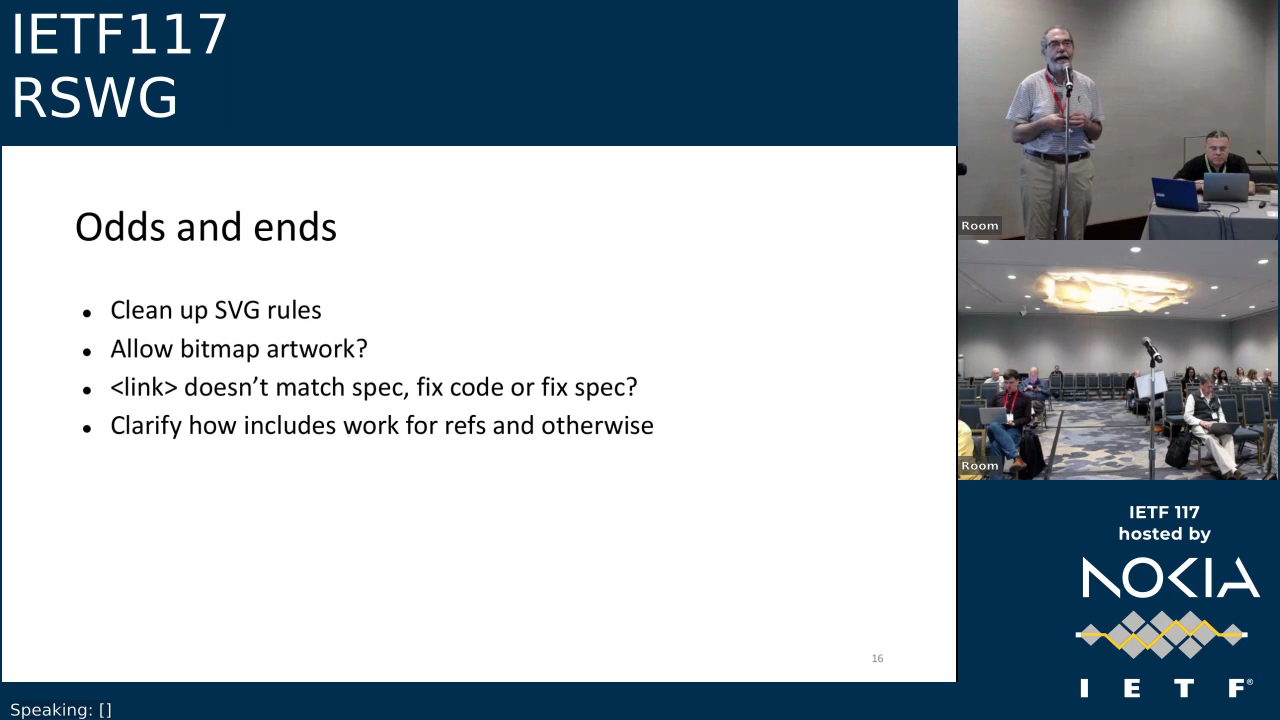 IETF117
RSWG
Odds and ends
Clean up SVG rules
Allow bitmap artwork?
<link> doesn’t match spec, fix code or fix spec?
Clarify how includes work for refs and otherwise
16
Speaking: []
Room
Room
IETF 117
hosted by
NOKIA
I E T F®